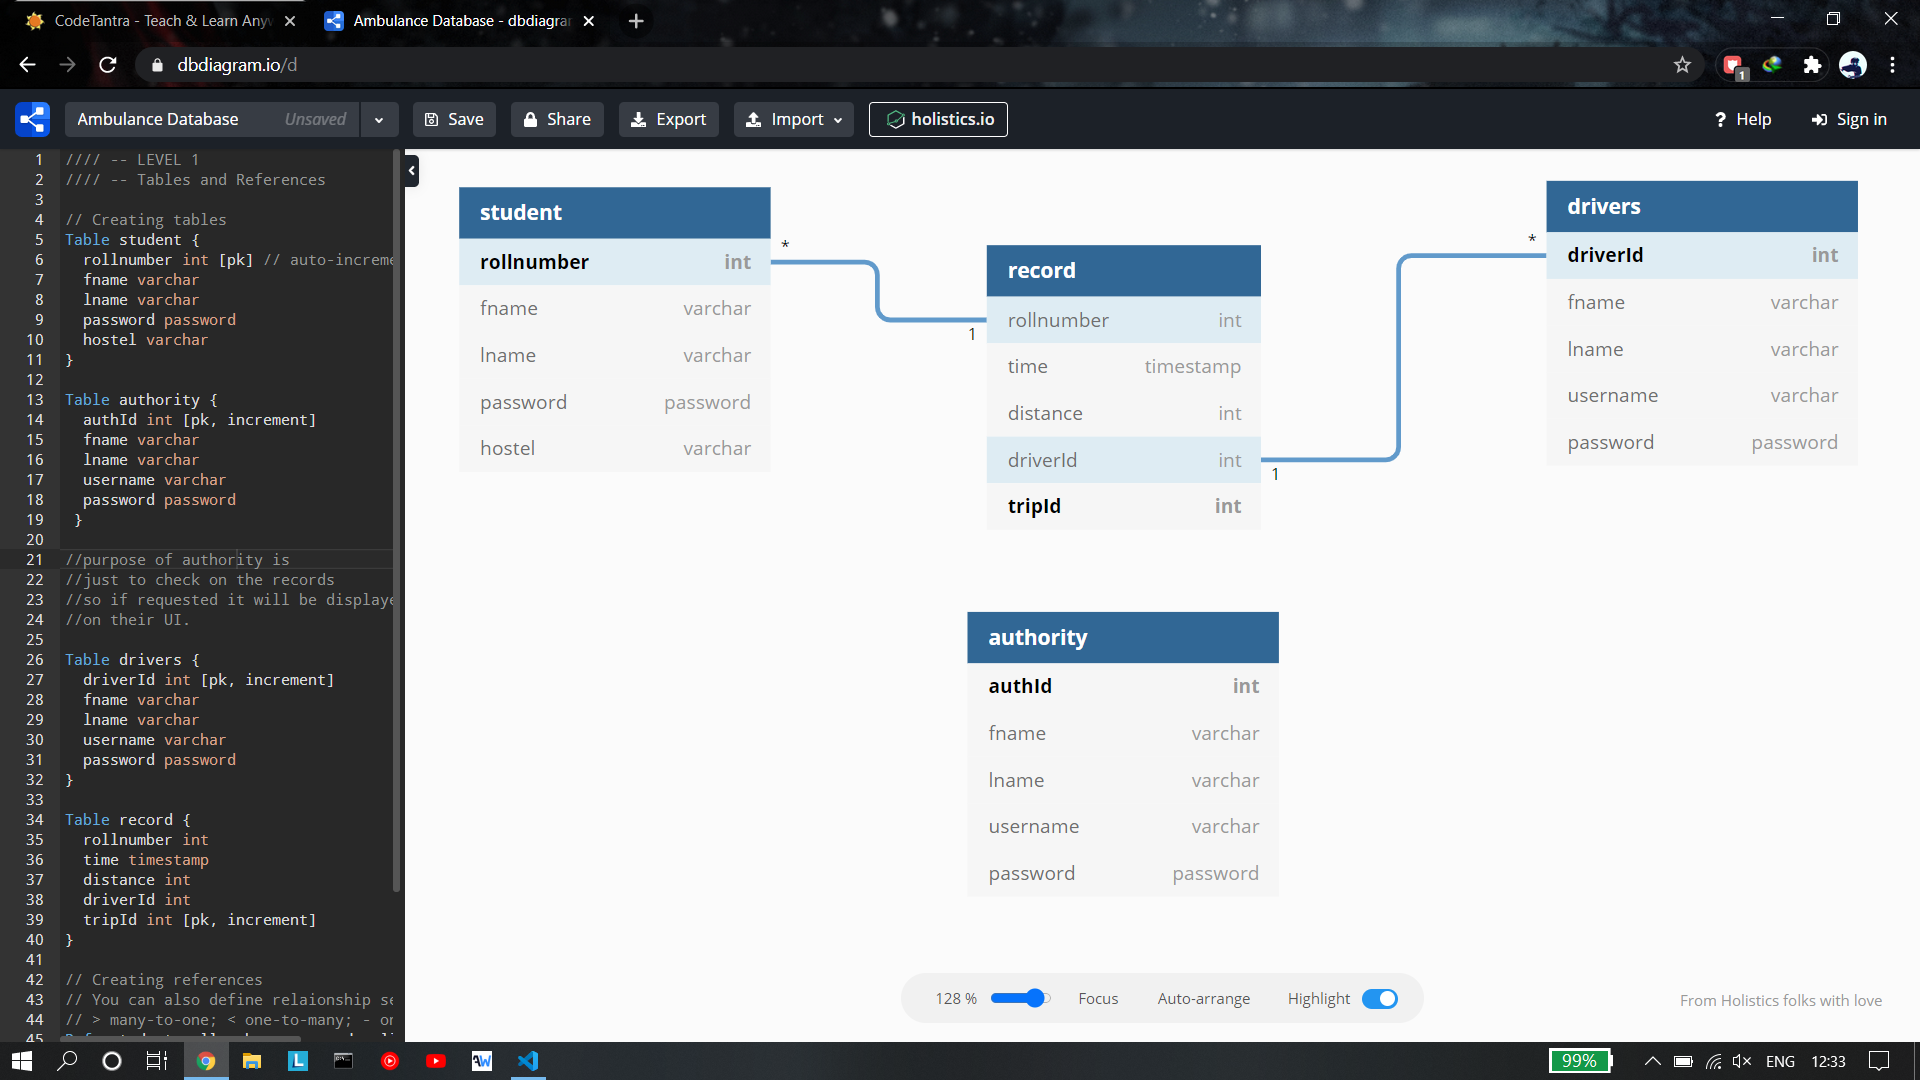 CodeTantra - Teach & Learn Any
Ambulance Database - dbdiagra
dbdiagram.io/d
1
Ambulance Database
Unsaved
Save
Share
Export
Import
holistics.io
? Help
Sign in
1 //// -- LEVEL 1
2 //// -- Tables and References
3
4 // Creating tables
5 Table student {
6 rollnumber int [pk] // auto-increme
7 fname varchar
8 lname varchar
9 password password
10 hostel varchar
11 }
12
13 Table authority {
14 authId int [pk, increment]
15 fname varchar
16 lname varchar
17 username varchar
18 password password
19 }
20
21 //purpose of authority is
22 //just to check on the records
23 //so if requested it will be displaye
24 //on their UI.
25
26 Table drivers {
27 driverId int [pk, increment]
28 fname varchar
29 lname varchar
30 username varchar
31 password password
32 }
33
34 Table record {
35 rollnumber int
36 time timestamp
37 distance int
38 driverId int
39 tripId int [pk, increment]
40 }
41
42 // Creating references
43 // You can also define relaionship se
44 // > many-to-one; < one-to-many; - on
45
student
rollnumber int
fname varchar
lname varchar
password password
hostel varchar
*
1
record
rollnumber int
time timestamp
distance int
driverId int
tripId int
1
*
drivers
driverId int
fname varchar
lname varchar
username varchar
password password
authority
authId int
fname varchar
lname varchar
username varchar
password password
128 %
Focus
Auto-arrange
Highlight
From Holistics folks with love
L
AW
99%
ENG
12:33